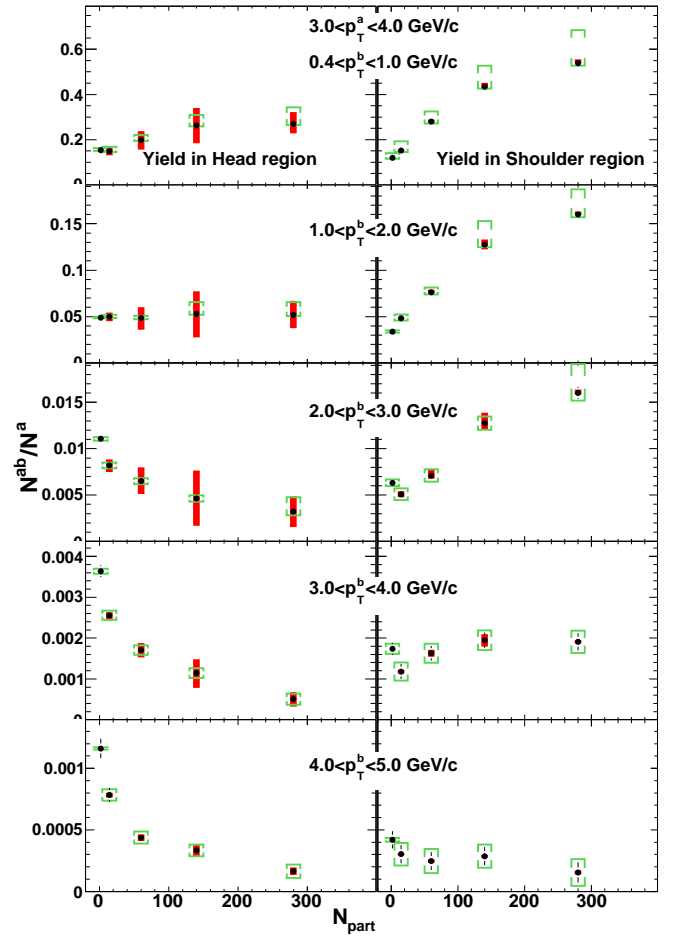 3.0<p_T^a<4.0 GeV/c
0.4<p_T^b<1.0 GeV/c
0.6
0.4
0.2
0
Yield in Head region
Yield in Shoulder region
1.0<p_T^b<2.0 GeV/c
0.15
0.1
0.05
0
2.0<p_T^b<3.0 GeV/c
0.015
0.01
0.005
0
N^ab/N^a
3.0<p_T^b<4.0 GeV/c
0.004
0.003
0.002
0.001
0
4.0<p_T^b<5.0 GeV/c
0.001
0.0005
0
0 100 200 300 0 100 200 300
N_part